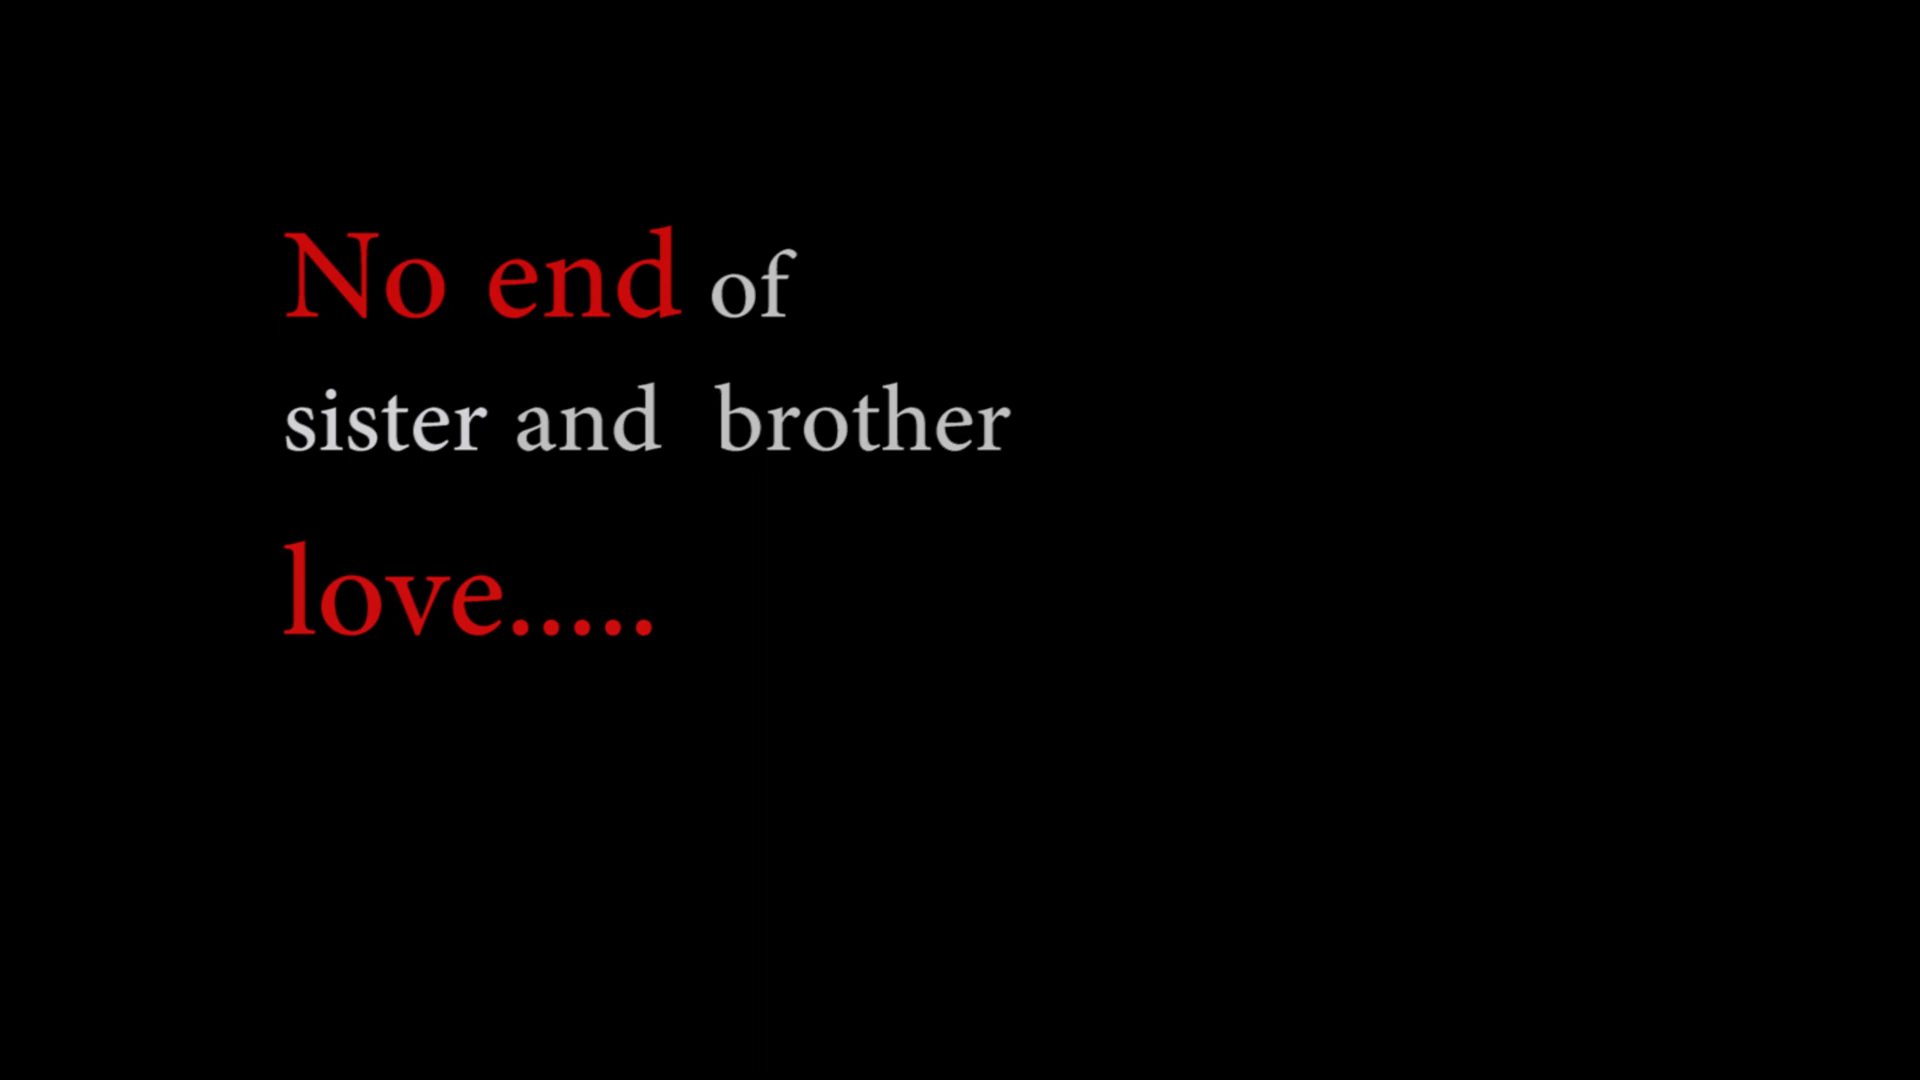 No end of
sister and  brother
love.....